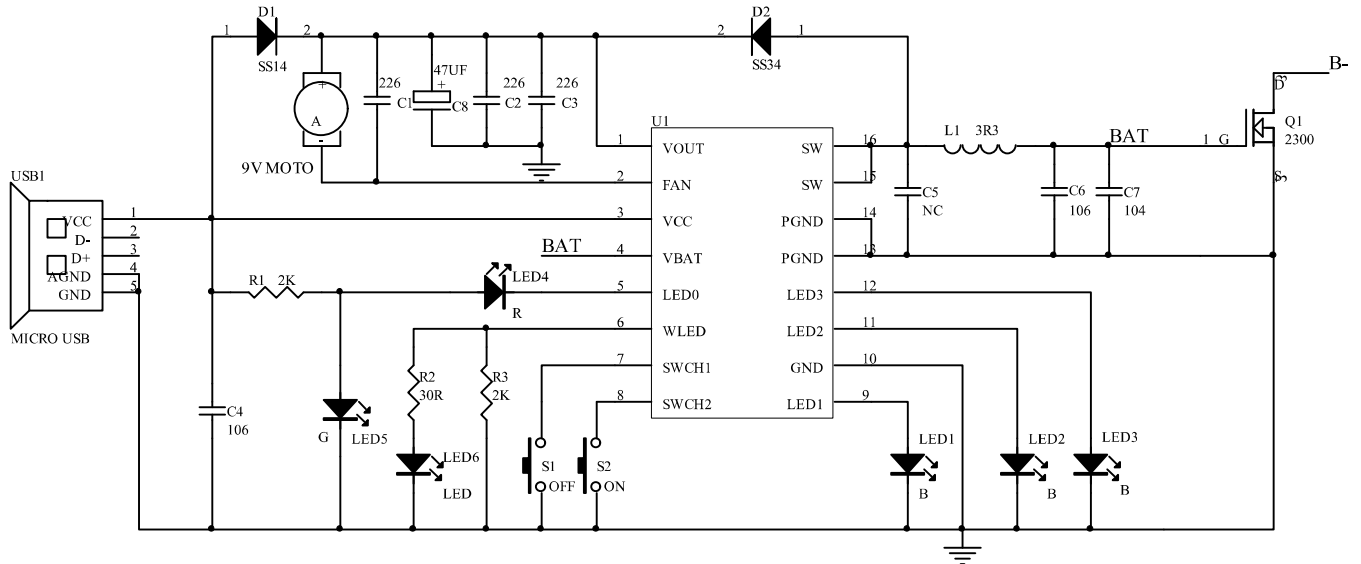 D1
1 2
SS14
D2
2 1
SS34
B-
D
226
47UF
+
226 226
C1 C8 C2 C3
+
A
-
9V MOTO
U1
L1 3R3
BAT
1 G
Q1
2300
S
1 VOUT SW 16
2 FAN SW 15
3 VCC PGND 14
4 VBAT PGND 13
5 LED0 LED3 12
6 WLED LED2 11
7 SWCH1 GND 10
8 SWCH2 LED1 9
C5
NC
C6
106
C7
104
USB1
VCC 1
D- 2
D+ 3
AGND 4
GND 5
MICRO USB
BAT
R1 2K
LED4
R
R2
30R
R3
2K
C4
106
G LED5
LED6
LED
S1
OFF
S2
ON
LED1
B
LED2
B
LED3
B